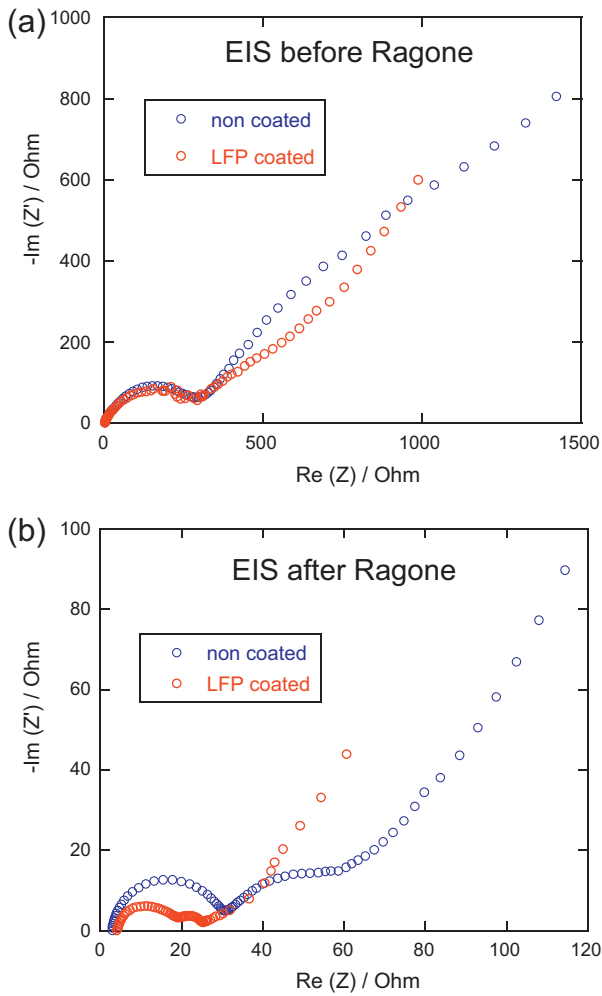 (a)
EIS before Ragone
non coated
LFP coated
1000
800
600
400
200
0
-Im (Z') / Ohm
0 500 1000 1500
Re (Z) / Ohm
(b)
EIS after Ragone
non coated
LFP coated
100
80
60
40
20
0
-Im (Z') / Ohm
0 20 40 60 80 100 120
Re (Z) / Ohm